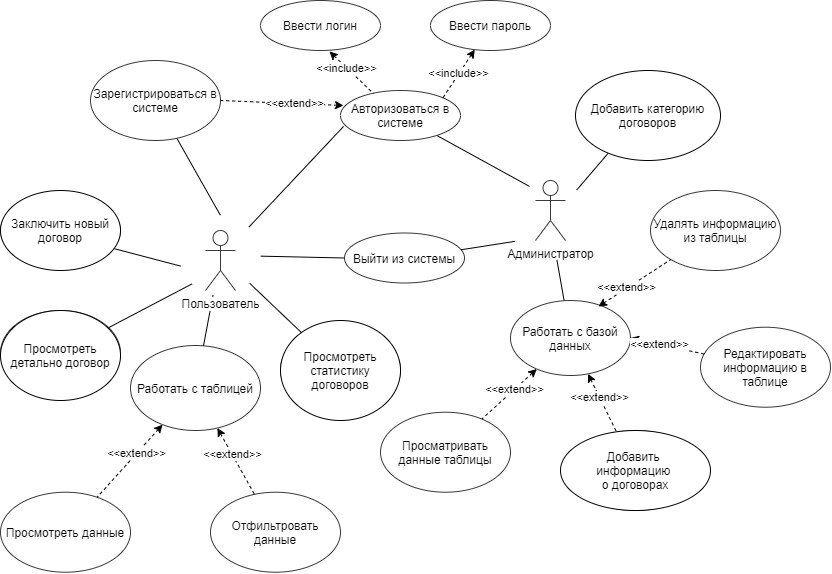 Ввести логин
Ввести пароль
<<include>>
<<include>>
Зарегистрироваться в
системе
<<extend>>
Авторизоваться в
системе
Добавить категорию
договоров
Заключить новый
договор
Удалять информацию
из таблицы
Выйти из системы
Администратор
<<extend>>
Пользователь
Работать с базой
данных
<<extend>>
Просмотреть
детально договор
Просмотреть
статистику
договоров
Редактировать
информацию в
таблице
Работать с таблицей
<<extend>>
<<extend>>
Просматривать
данные таблицы
<<extend>>
<<extend>>
Добавить
информацию
о договорах
Просмотреть данные
Отфильтровать
данные